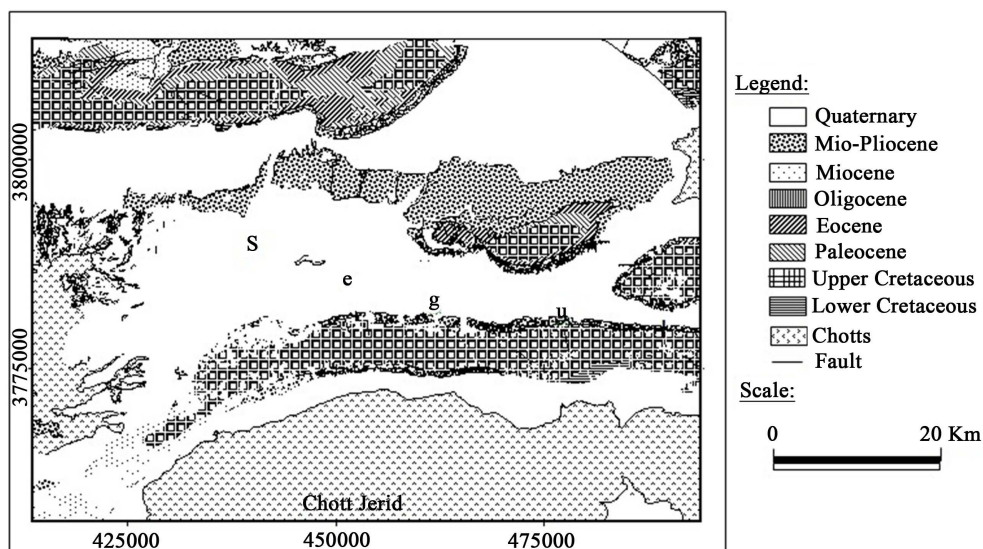 3800000
3775000
S
e
g
u
Chott Jerid
425000
450000
475000
Legend:
Quaternary
Mio-Pliocene
Miocene
Oligocene
Eocene
Paleocene
Upper Cretaceous
Lower Cretaceous
Chotts
Fault
Scale:
0 20 Km